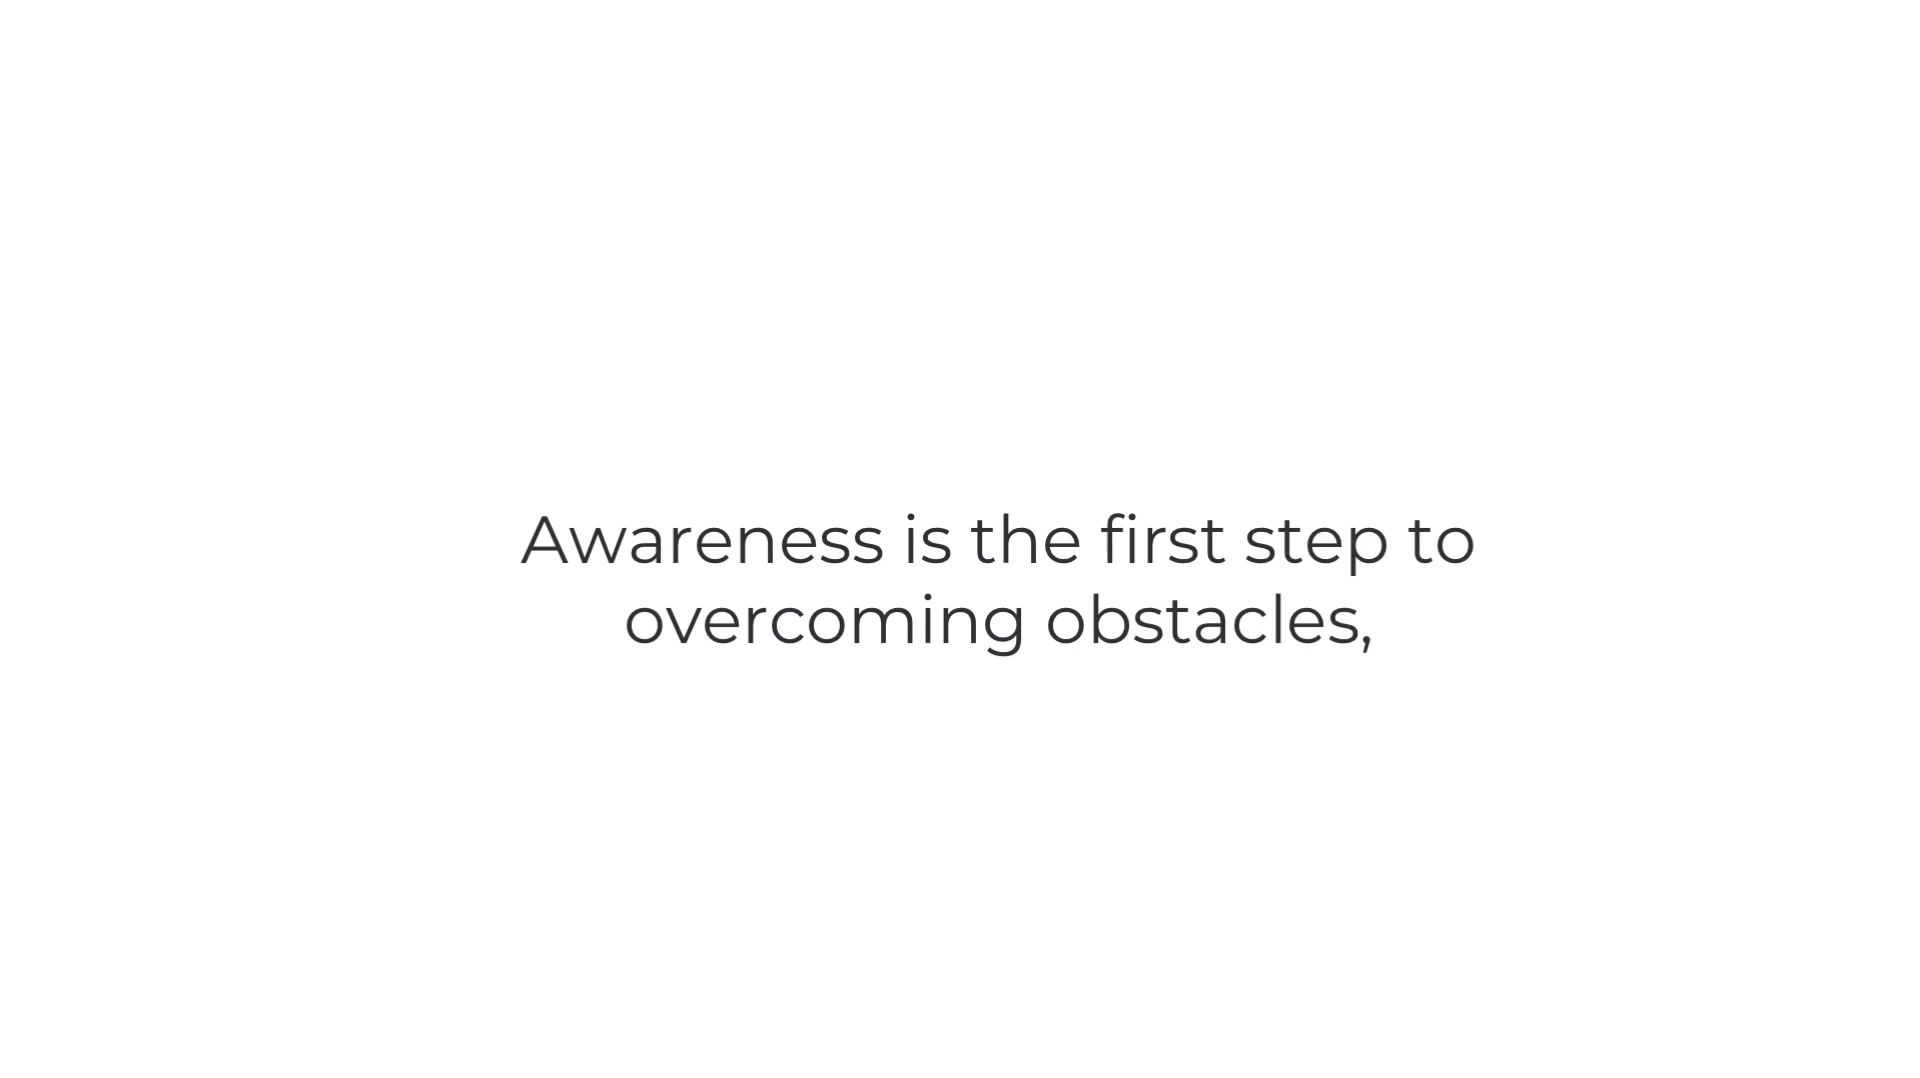 Awareness is the first step to
overcoming obstacles,